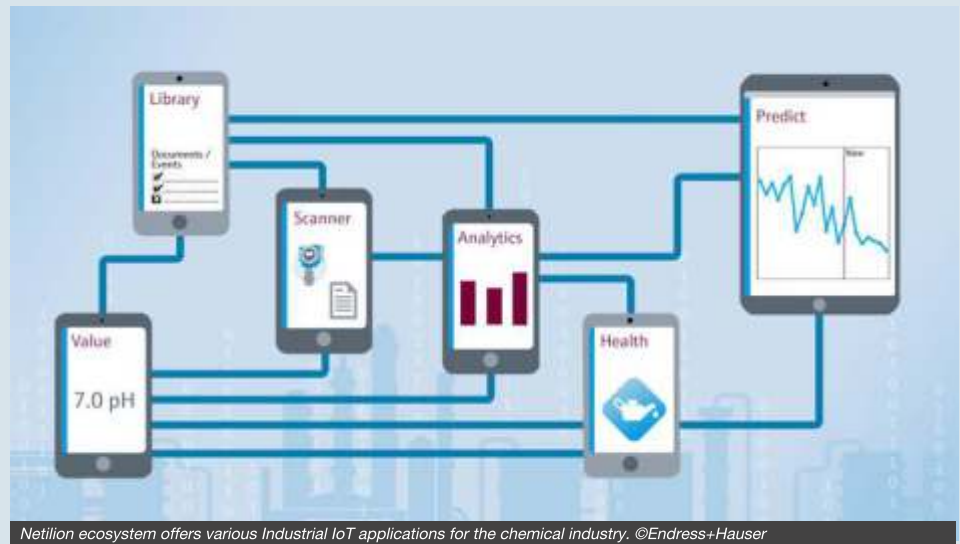 Library
Documents /
Events
Predict
Now
Scanner
Analytics
Value
7.0 pH
Health
Netilion ecosystem offers various Industrial IoT applications for the chemical industry. ©Endress+Hauser